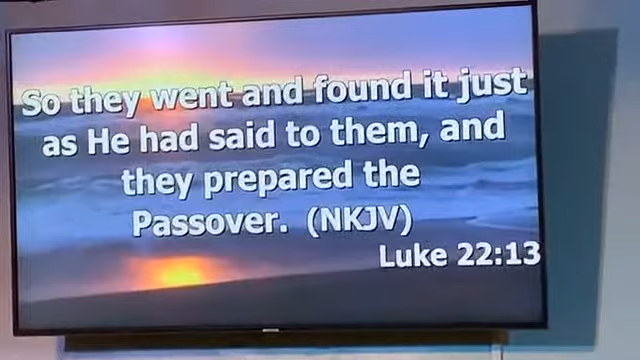 So they went and found it just
as He had said to them, and
they prepared the
Passover. (NKJV)
Luke 22:13